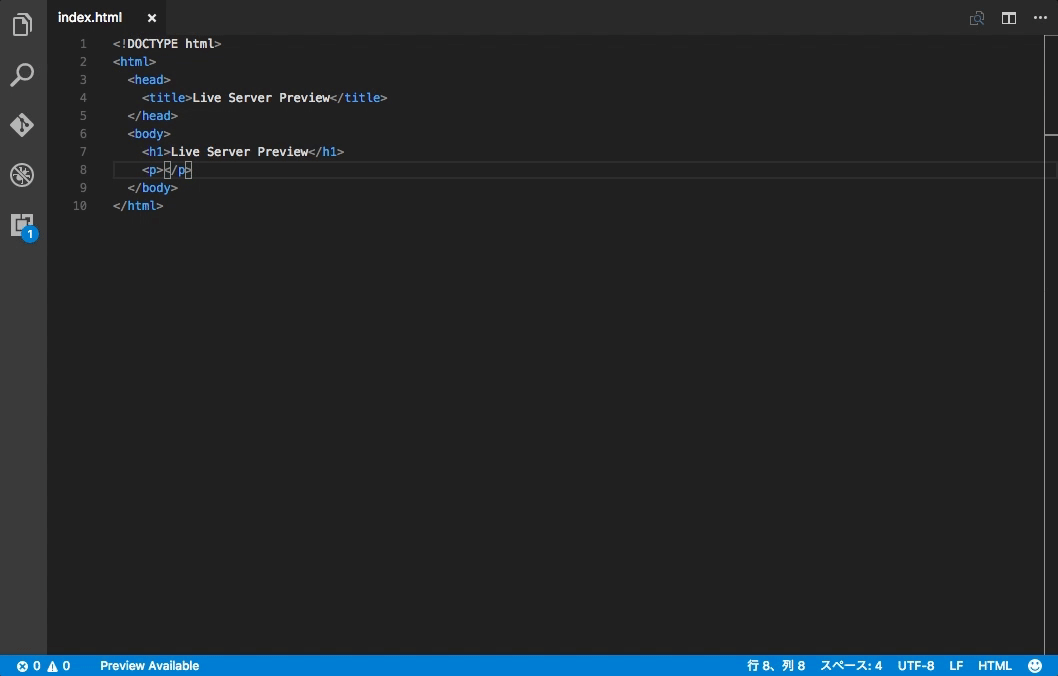 index.html ×
1 <!DOCTYPE html>
2 <html>
3 <head>
4 <title>Live Server Preview</title>
5 </head>
6 <body>
7 <h1>Live Server Preview</h1>
8 <p></p>
9 </body>
10 </html>
1
0 0 Preview Available 行 8、列 8 スペース: 4 UTF-8 LF HTML